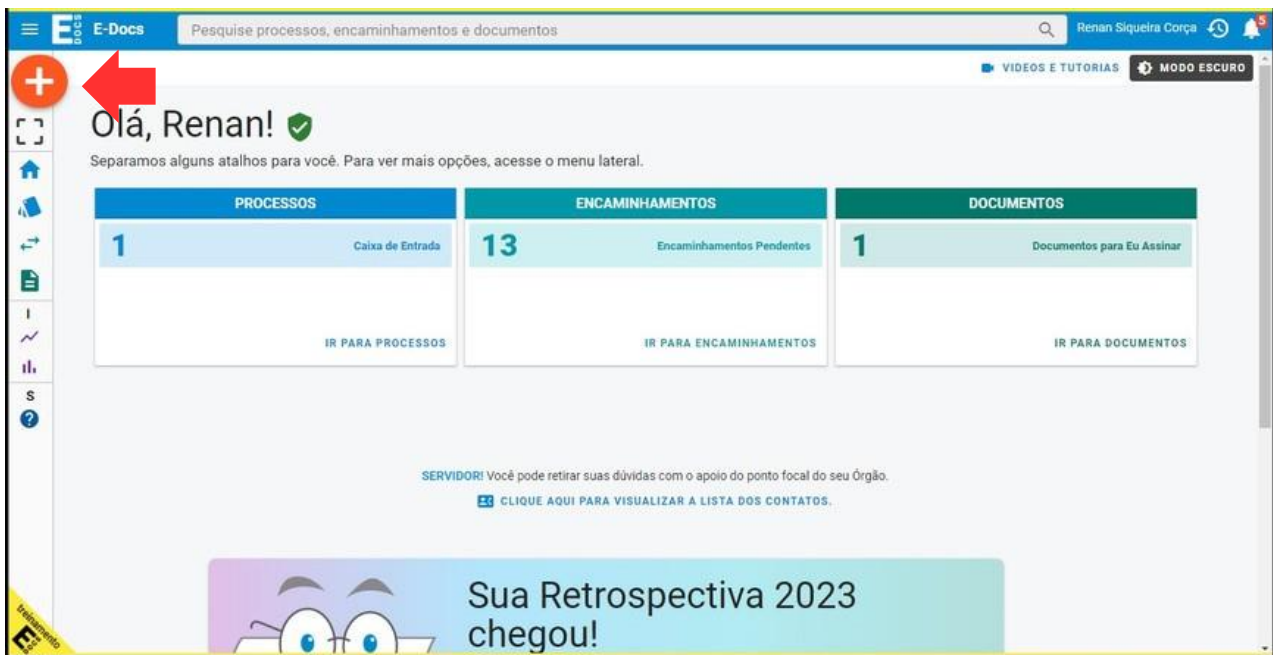 E-Docs
Pesquise processos, encaminhamentos e documentos
Renan Siqueira Corça
5
VIDEOS E TUTORIAS
MODO ESCURO
Olá, Renan!
Separamos alguns atalhos para você. Para ver mais opções, acesse o menu lateral.
PROCESSOS
ENCAMINHAMENTOS
DOCUMENTOS
1 Caixa de Entrada
13 Encaminhamentos Pendentes
1 Documentos para Eu Assinar
IR PARA PROCESSOS
IR PARA ENCAMINHAMENTOS
IR PARA DOCUMENTOS
I
S
SERVIDOR! Você pode retirar suas dúvidas com o apoio do ponto focal do seu Órgão.
CLIQUE AQUI PARA VISUALIZAR A LISTA DOS CONTATOS.
Sua Retrospectiva 2023
chegou!
treinamento
E Docs